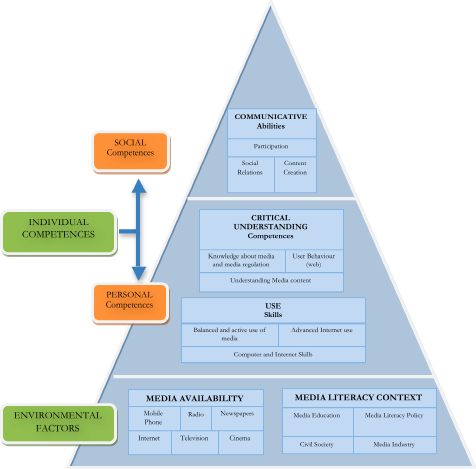 COMMUNICATIVE
Abilities
Participation
Social
Relations
Content
Creation
SOCIAL
Competences
INDIVIDUAL
COMPETENCES
CRITICAL
UNDERSTANDING
Competences
Knowledge about media
and media regulation
User Behaviour
(web)
Understanding Media content
PERSONAL
Competences
USE
Skills
Balanced and active use of
media
Advanced Internet use
Computer and Internet Skills
ENVIRONMENTAL
FACTORS
MEDIA AVAILABILITY
Mobile
Phone
Radio
Newspapers
Internet
Television
Cinema
MEDIA LITERACY CONTEXT
Media Education
Media Literacy Policy
Civil Society
Media Industry